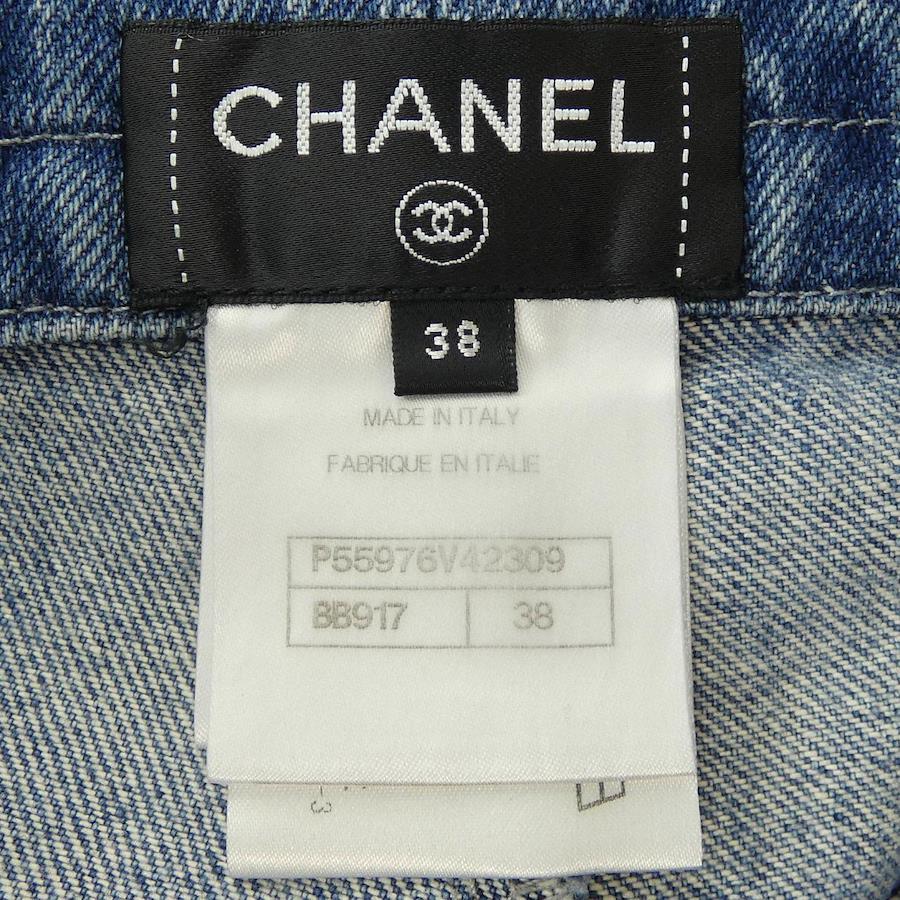 CHANEL
38
MADE IN ITALY
FABRIQUE EN ITALIE
P55976V42309
BB917 38